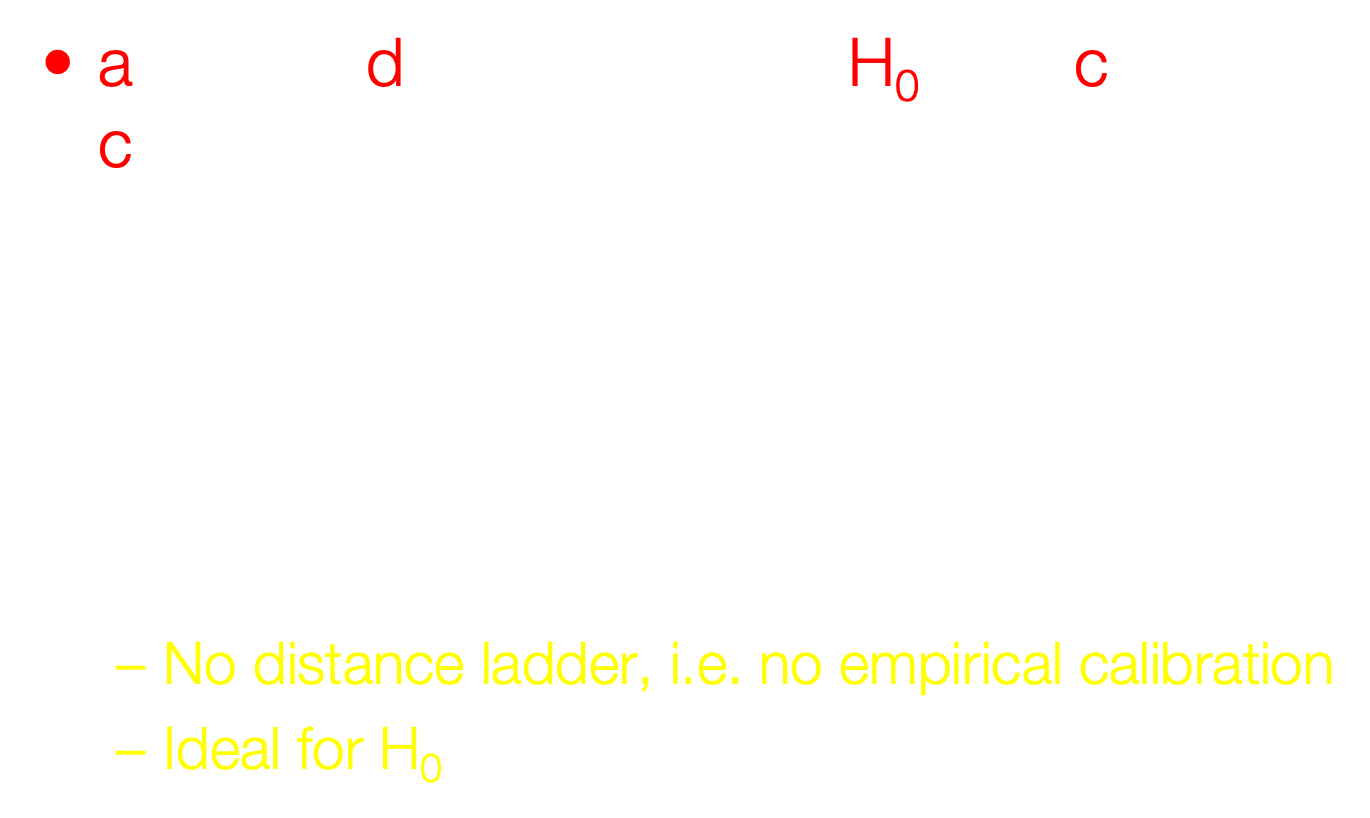 • a d H₀ c
c
– No distance ladder, i.e. no empirical calibration
– Ideal for H₀